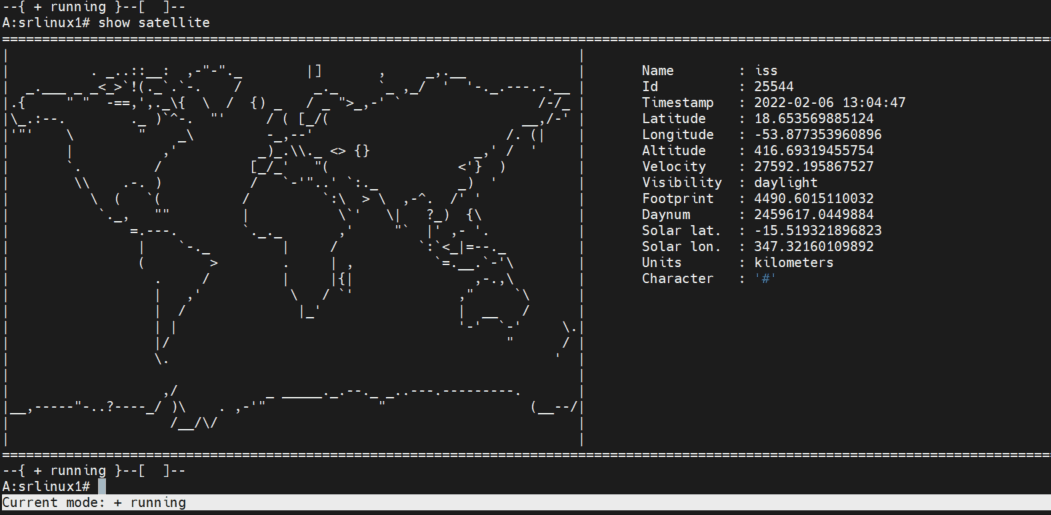 --{ + running }--[  ]--
A:srlinux1# show satellite
Name : iss
Id : 25544
Timestamp : 2022-02-06 13:04:47
Latitude : 18.653569885124
Longitude : -53.877353960896
Altitude : 416.69319455754
Velocity : 27592.195867527
Visibility : daylight
Footprint : 4490.6015110032
Daynum : 2459617.0449884
Solar lat. : -15.519321896823
Solar lon. : 347.32160109892
Units : kilometers
Character : '#'
--{ + running }--[  ]--
A:srlinux1#
Current mode: + running